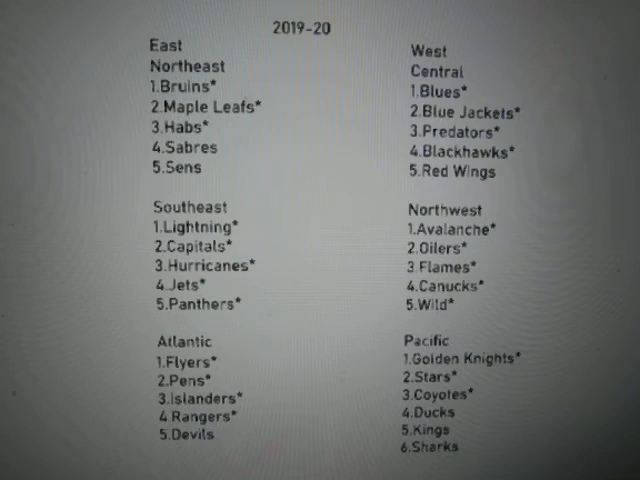 2019-20
East
Northeast
1.Bruins*
2.Maple Leafs*
3.Habs*
4.Sabres
5.Sens
Southeast
1.Lightning*
2.Capitals*
3.Hurricanes*
4.Jets*
5.Panthers*
Atlantic
1.Flyers*
2.Pens*
3.Islanders*
4.Rangers*
5.Devils
West
Central
1.Blues*
2.Blue Jackets*
3.Predators*
4.Blackhawks*
5.Red Wings
Northwest
1.Avalanche*
2.Oilers*
3.Flames*
4.Canucks*
5.Wild*
Pacific
1.Golden Knights*
2.Stars*
3.Coyotes*
4.Ducks
5.Kings
6.Sharks